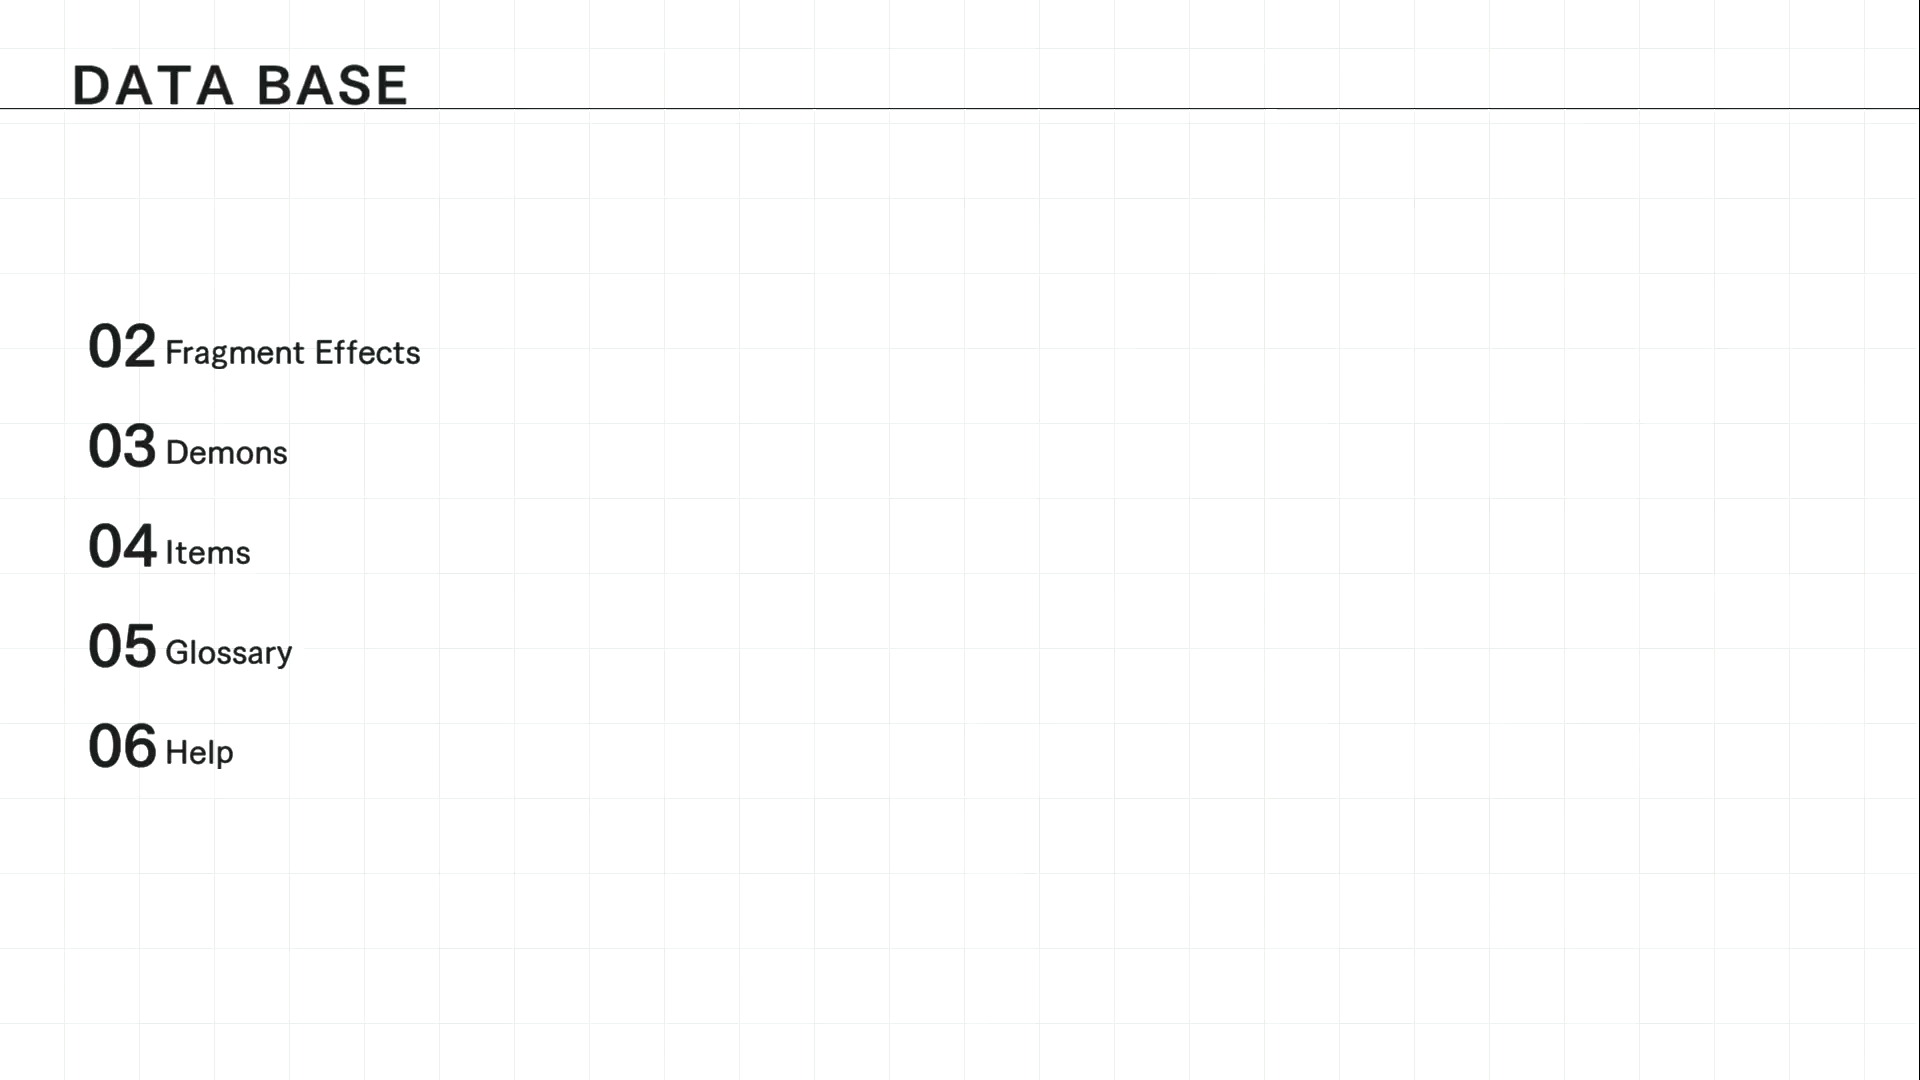 DATA BASE
02 Fragment Effects
03 Demons
04 Items
05 Glossary
06 Help